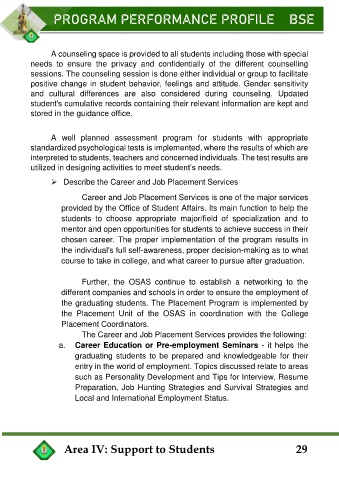 PROGRAM PERFORMANCE PROFILE BSE
A counseling space is provided to all students including those with special
needs to ensure the privacy and confidentially of the different counselling
sessions. The counseling session is done either individual or group to facilitate
positive change in student behavior, feelings and attitude. Gender sensitivity
and cultural differences are also considered during counseling. Updated
student's cumulative records containing their relevant information are kept and
stored in the guidance office.
A well planned assessment program for students with appropriate
standardized psychological tests is implemented, where the results of which are
interpreted to students, teachers and concerned individuals. The test results are
utilized in designing activities to meet student's needs.
➢ Describe the Career and Job Placement Services
Career and Job Placement Services is one of the major services
provided by the Office of Student Affairs. Its main function to help the
students to choose appropriate major/field of specialization and to
mentor and open opportunities for students to achieve success in their
chosen career. The proper implementation of the program results in
the individual's full self-awareness, proper decision-making as to what
course to take in college, and what career to pursue after graduation.
Further, the OSAS continue to establish a networking to the
different companies and schools in order to ensure the employment of
the graduating students. The Placement Program is implemented by
the Placement Unit of the OSAS in coordination with the College
Placement Coordinators.
The Career and Job Placement Services provides the following:
a. Career Education or Pre-employment Seminars - it helps the
graduating students to be prepared and knowledgeable for their
entry in the world of employment. Topics discussed relate to areas
such as Personality Development and Tips for Interview, Resume
Preparation, Job Hunting Strategies and Survival Strategies and
Local and International Employment Status.
Area IV: Support to Students 29